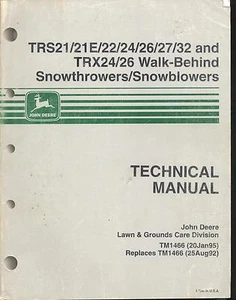 TRS21/21E/22/24/26/27/32 and
TRX24/26 Walk-Behind
Snowthrowers/Snowblowers
JOHN DEERE
TECHNICAL
MANUAL
John Deere
Lawn & Grounds Care Division
TM1466 (20Jan95)
Replaces TM1466 (25Aug92)